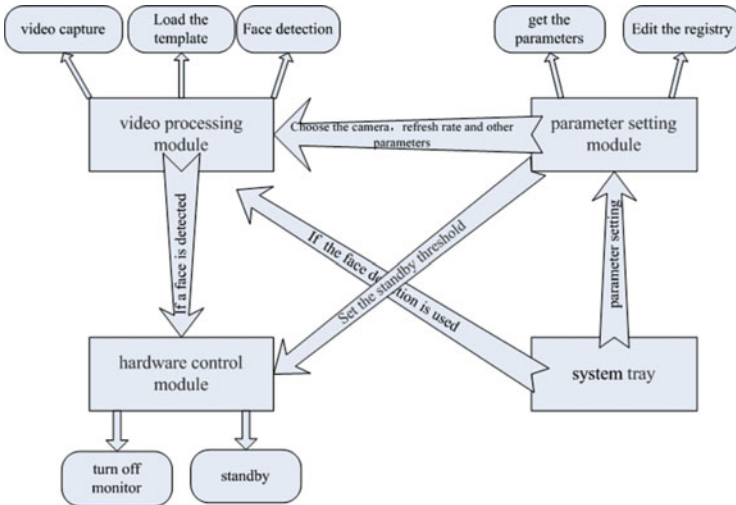 video capture
Load the
template
Face detection
get the
parameters
Edit the registry
video processing
module
Choose the camera，refresh rate and other
parameters
parameter setting
module
If a face is detected
If the face de
tion is used
Set the standby threshold
parameter setting
hardware control
module
system tray
turn off
monitor
standby